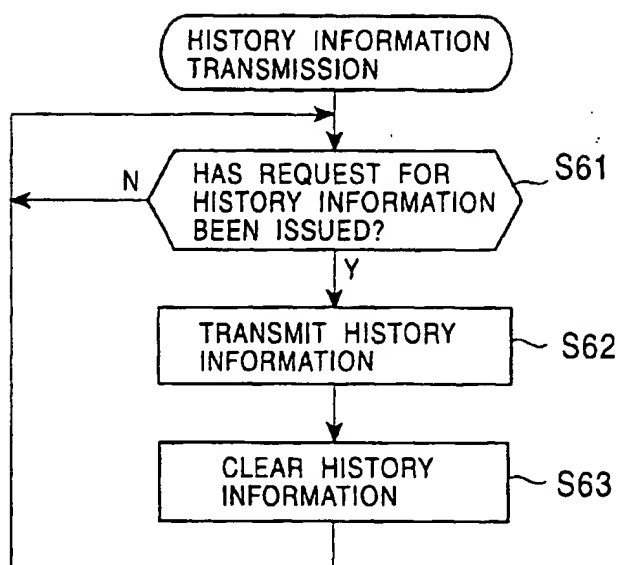 HISTORY INFORMATION
TRANSMISSION
HAS REQUEST FOR
HISTORY INFORMATION
BEEN ISSUED?
S61
N
Y
TRANSMIT HISTORY
INFORMATION
S62
CLEAR HISTORY
INFORMATION
S63